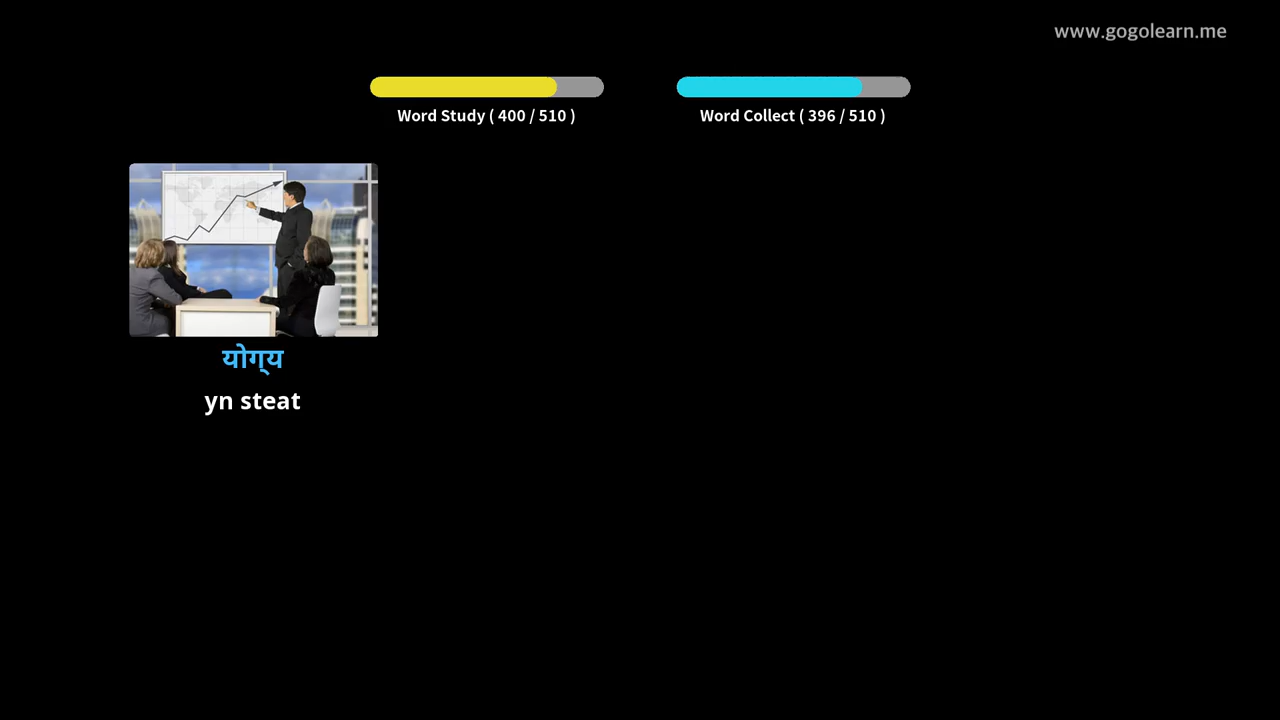 www.gogolearn.me
Word Study ( 400 / 510 )
Word Collect ( 396 / 510 )
योग्य
yn steat